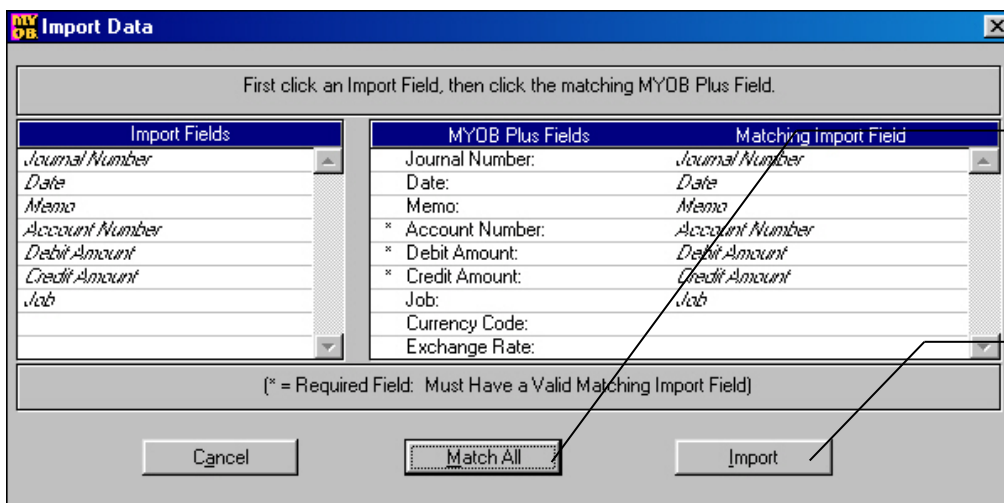 MY OB Import Data
First click an Import Field, then click the matching MYOB Plus Field.
Import Fields
Journal Number
Date
Memo
Account Number
Debit Amount
Credit Amount
Job
MYOB Plus Fields Matching Import Field
Journal Number: Journal Number
Date: Date
Memo: Memo
* Account Number: Account Number
* Debit Amount: Debit Amount
* Credit Amount: Credit Amount
Job: Job
Currency Code:
Exchange Rate:
(* = Required Field: Must Have a Valid Matching Import Field)
Cancel Match All Import